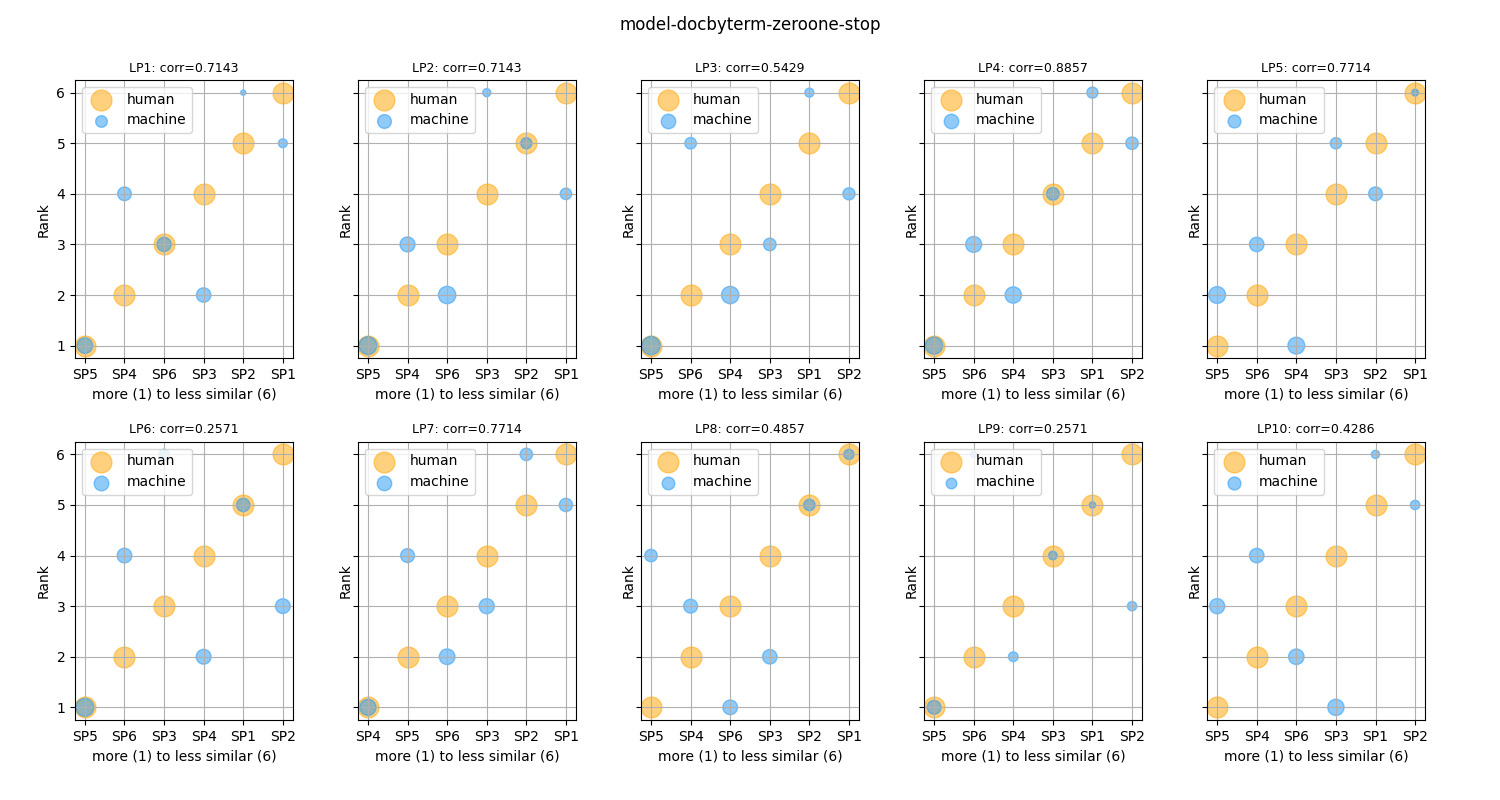 model-docbyterm-zeroone-stop
LP1: corr=0.7143
human
machine
Rank
6
5
4
3
2
1
SP5 SP4 SP6 SP3 SP2 SP1
more (1) to less similar (6)
LP2: corr=0.7143
human
machine
Rank
SP5 SP4 SP6 SP3 SP2 SP1
more (1) to less similar (6)
LP3: corr=0.5429
human
machine
Rank
SP5 SP6 SP4 SP3 SP1 SP2
more (1) to less similar (6)
LP4: corr=0.8857
human
machine
Rank
SP5 SP6 SP4 SP3 SP1 SP2
more (1) to less similar (6)
LP5: corr=0.7714
human
machine
Rank
SP5 SP4 SP6 SP3 SP2 SP1
more (1) to less similar (6)
LP6: corr=0.2571
human
machine
Rank
6
5
4
3
2
1
SP5 SP6 SP3 SP4 SP1 SP2
more (1) to less similar (6)
LP7: corr=0.7714
human
machine
Rank
SP4 SP5 SP6 SP3 SP2 SP1
more (1) to less similar (6)
LP8: corr=0.4857
human
machine
Rank
SP5 SP4 SP6 SP3 SP2 SP1
more (1) to less similar (6)
LP9: corr=0.2571
human
machine
Rank
SP5 SP6 SP4 SP3 SP1 SP2
more (1) to less similar (6)
LP10: corr=0.4286
human
machine
Rank
SP5 SP4 SP6 SP3 SP1 SP2
more (1) to less similar (6)